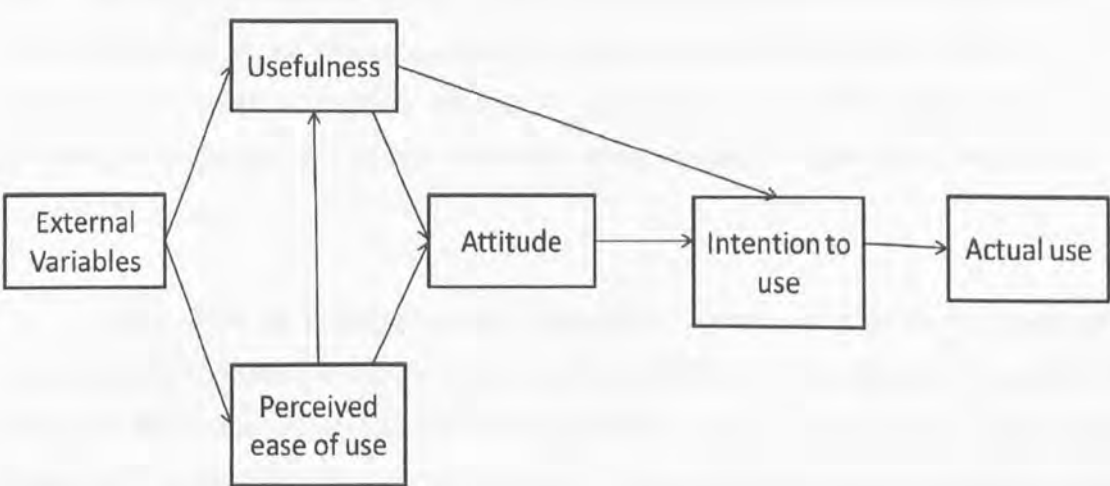 Usefulness
External
Variables
Attitude
Intention to
use
Actual use
Perceived
ease of use